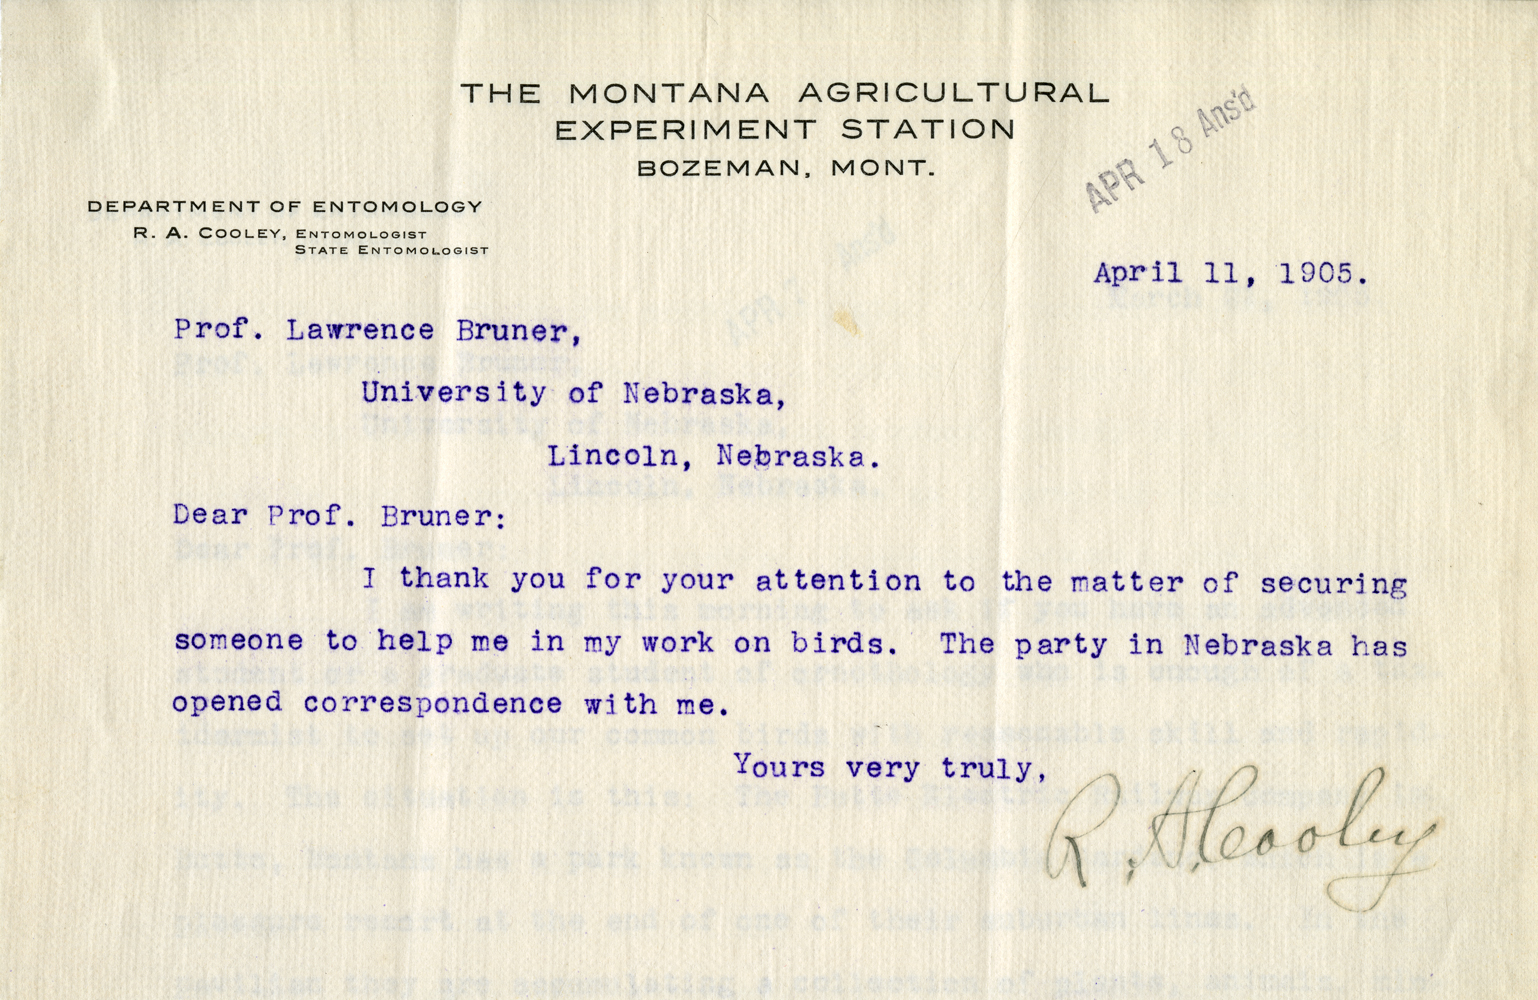 THE MONTANA AGRICULTURAL
EXPERIMENT STATION
BOZEMAN, MONT.
APR 18 Ans'd
DEPARTMENT OF ENTOMOLOGY
R. A. COOLEY, ENTOMOLOGIST
STATE ENTOMOLOGIST
April 11, 1905.
Prof. Lawrence Bruner,
University of Nebraska,
Lincoln, Nebraska.
Dear Prof. Bruner:
I thank you for your attention to the matter of securing
someone to help me in my work on birds. The party in Nebraska has
opened correspondence with me.
Yours very truly,
R. A. Cooley